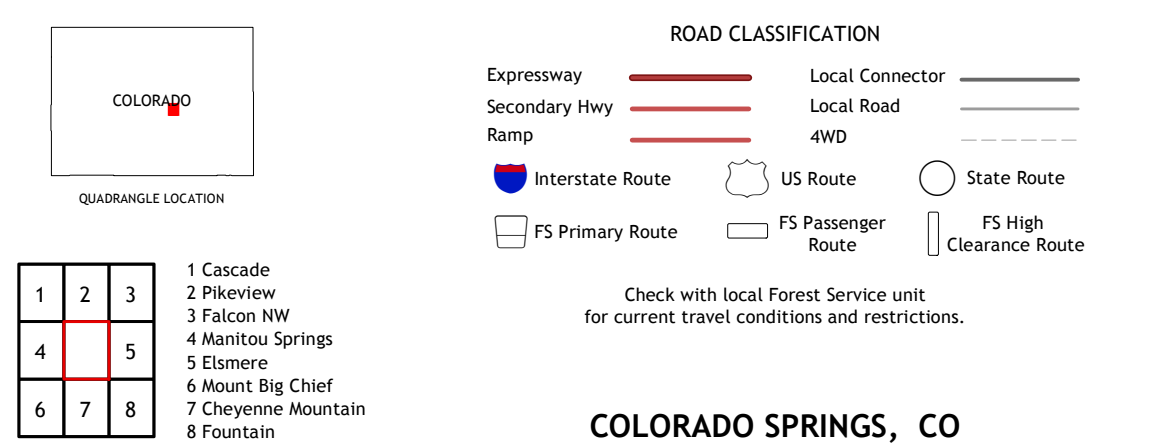 COLORADO
QUADRANGLE LOCATION
1 2 3
4 5
6 7 8
1 Cascade
2 Pikeview
3 Falcon NW
4 Manitou Springs
5 Elsmere
6 Mount Big Chief
7 Cheyenne Mountain
8 Fountain
ROAD CLASSIFICATION
Expressway
Local Connector
Secondary Hwy
Local Road
Ramp
4WD
Interstate Route
US Route
State Route
FS Primary Route
FS Passenger
Route
FS High
Clearance Route
Check with local Forest Service unit
for current travel conditions and restrictions.
COLORADO SPRINGS, CO